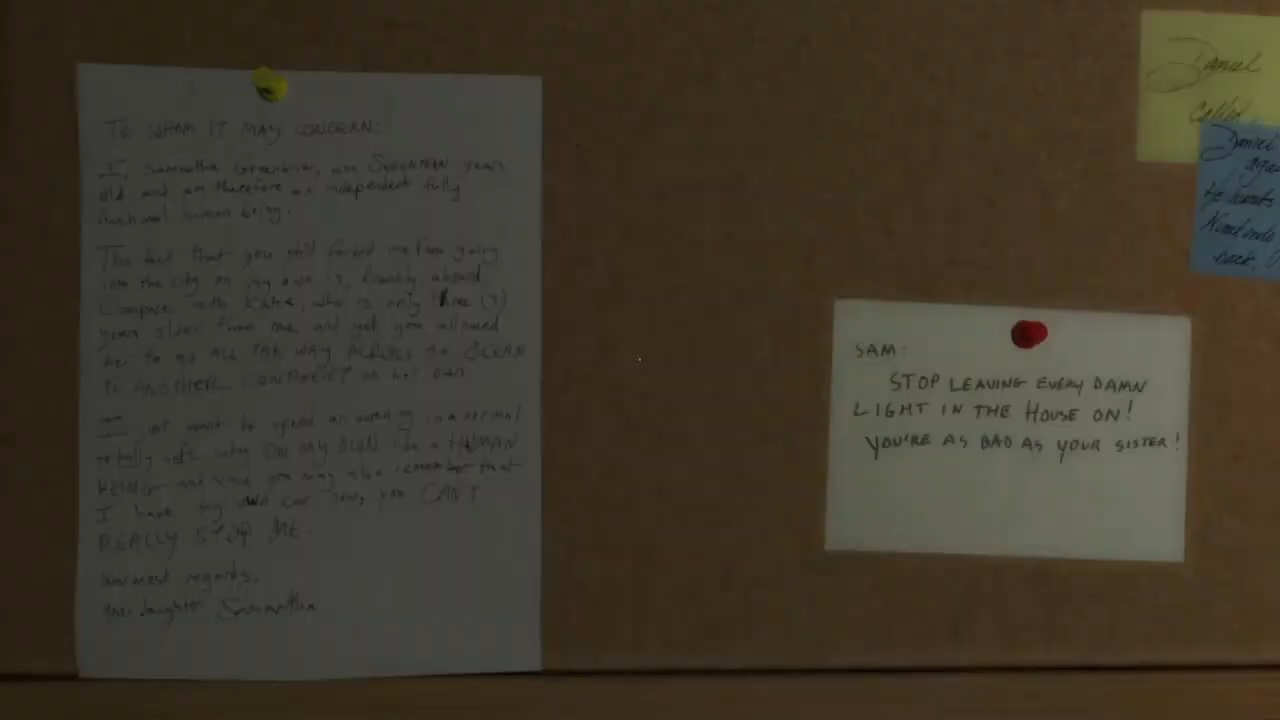 TO WHOM IT MAY CONCERN:
I, Samantha Greenbriar, am SEVENTEEN years
old and am therefore an independent fully
functional human being.
The fact that you still forbid me from going
into the city on my own is, frankly, absurd.
Compare with Katie, who is only three (3)
years older than me and yet you allowed
her to go ALL THE WAY ACROSS AN OCEAN
TO ANOTHER CONTINENT on her own
I just want to spend an evening in a normal
totally safe city ON MY OWN like a HUMAN
BEING and since you may also remember that
I have my own car now, you CAN'T
REALLY STOP ME.
Warmest regards,
Your daughter Samantha
SAM:
STOP LEAVING EVERY DAMN
LIGHT IN THE HOUSE ON!
YOU'RE AS BAD AS YOUR SISTER!
Daniel
called
Daniel
He wants
Nintendo
back.